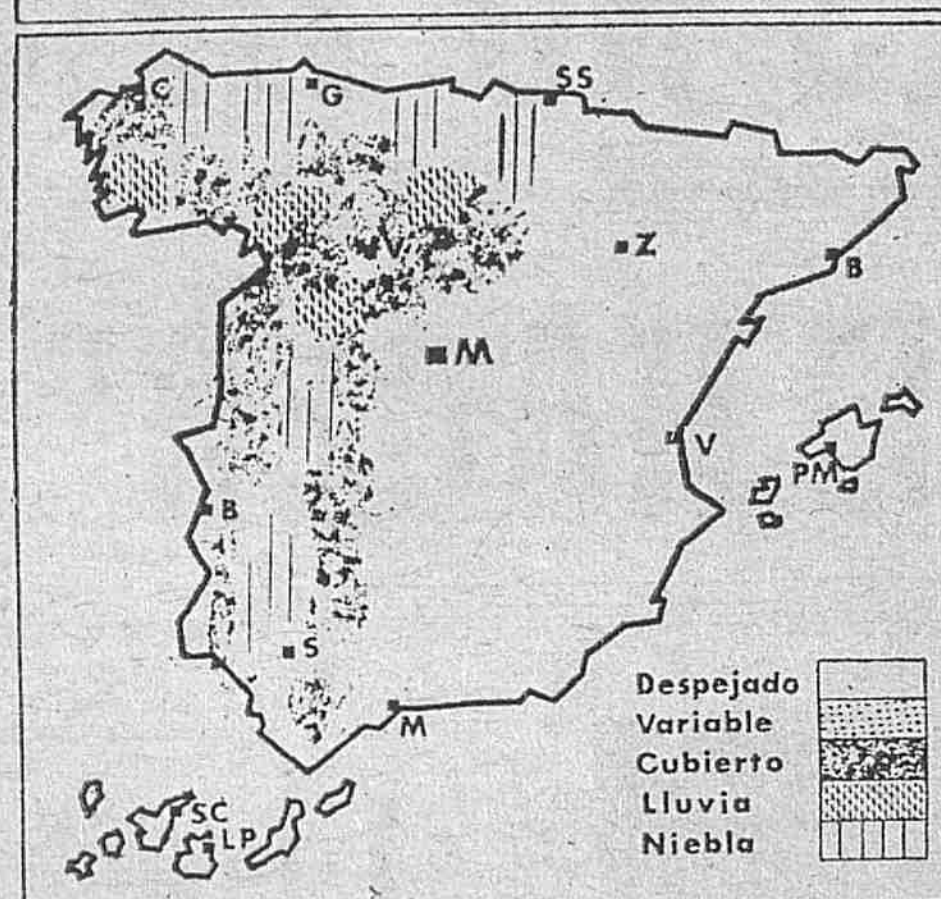 SS
C
G
V
Z
B
M
V
PM
B
S
M
SC
LP
Despejado
Variable
Cubierto
Lluvia
Niebla